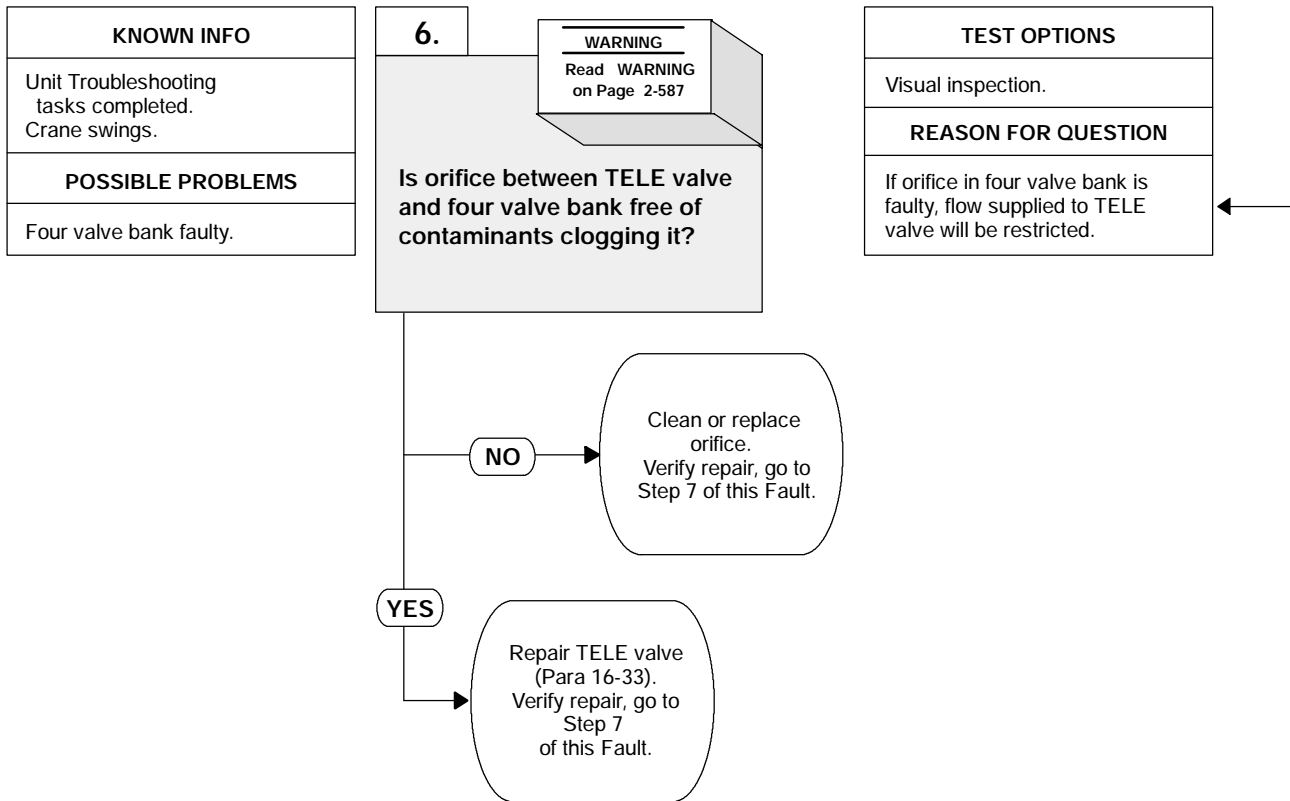 KNOWN INFO
Unit Troubleshooting
tasks completed.
Crane swings.
POSSIBLE PROBLEMS
Four valve bank faulty.
6.
WARNING
Read WARNING
on Page 2-587
Is orifice between TELE valve
and four valve bank free of
contaminants clogging it?
TEST OPTIONS
Visual inspection.
REASON FOR QUESTION
If orifice in four valve bank is
faulty, flow supplied to TELE
valve will be restricted.
NO
Clean or replace
orifice.
Verify repair, go to
Step 7 of this Fault.
YES
Repair TELE valve
(Para 16-33).
Verify repair, go to
Step 7
of this Fault.